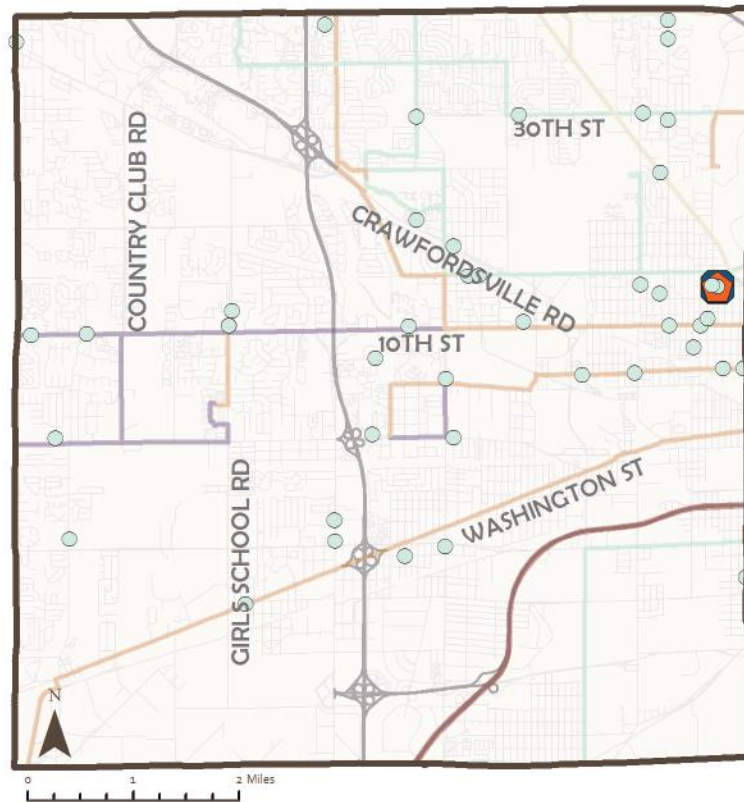 COUNTRY CLUB RD
30TH ST
CRAWFORDSVILLE RD
10TH ST
GIRLS SCHOOL RD
WASHINGTON ST
N
0 1 2 Miles